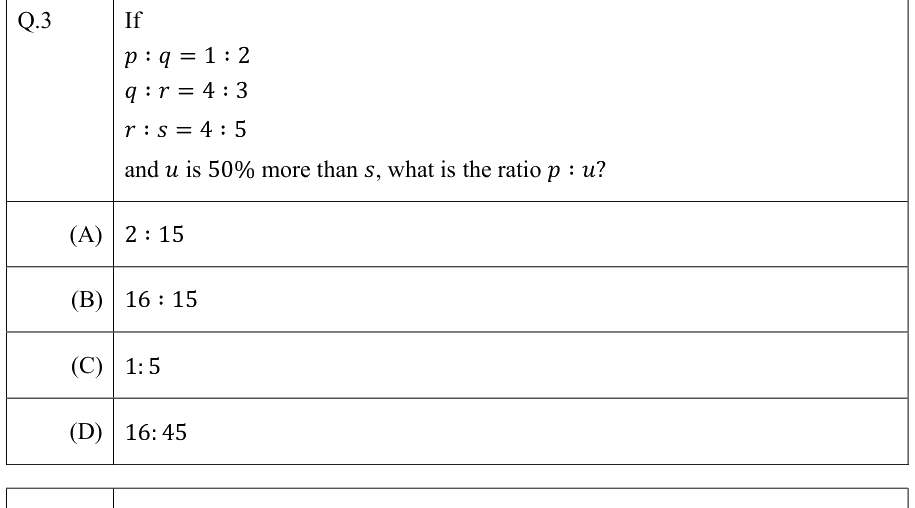 Q.3 If
p : q = 1 : 2
q : r = 4 : 3
r : s = 4 : 5
and u is 50% more than s, what is the ratio p : u?
(A) 2 : 15
(B) 16 : 15
(C) 1: 5
(D) 16: 45